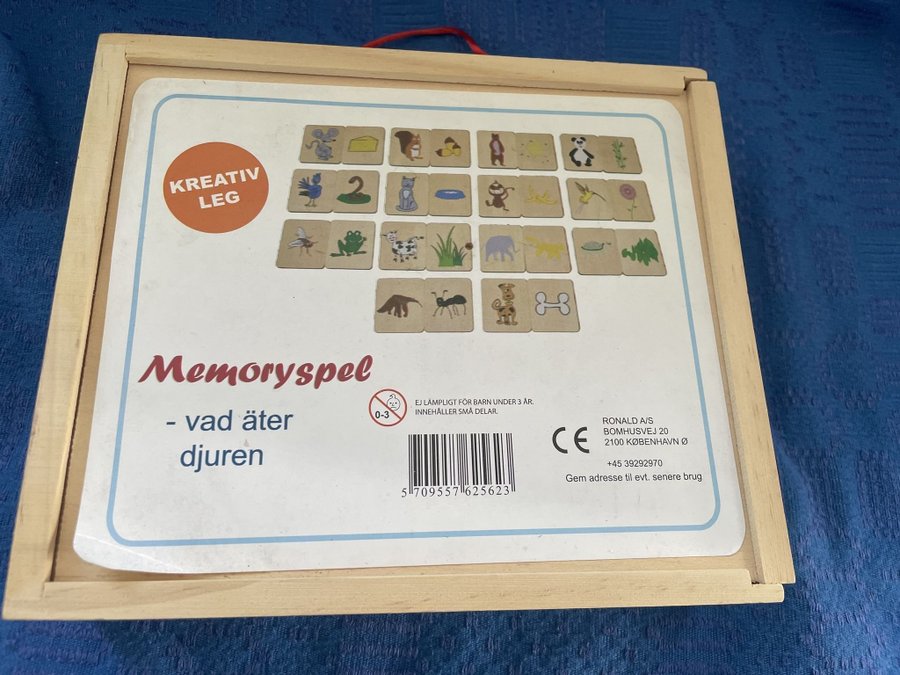 KREATIV
LEG
Memoryspel
- vad äter
djuren
0-3
EJ LÄMPLIGT FÖR BARN UNDER 3 ÅR.
INNEHÅLLER SMÅ DELAR.
5 709557 625623
CE
RONALD A/S
BOMHUSVEJ 20
2100 KØBENHAVN Ø
+45 39292970
Gem adresse til evt. senere brug